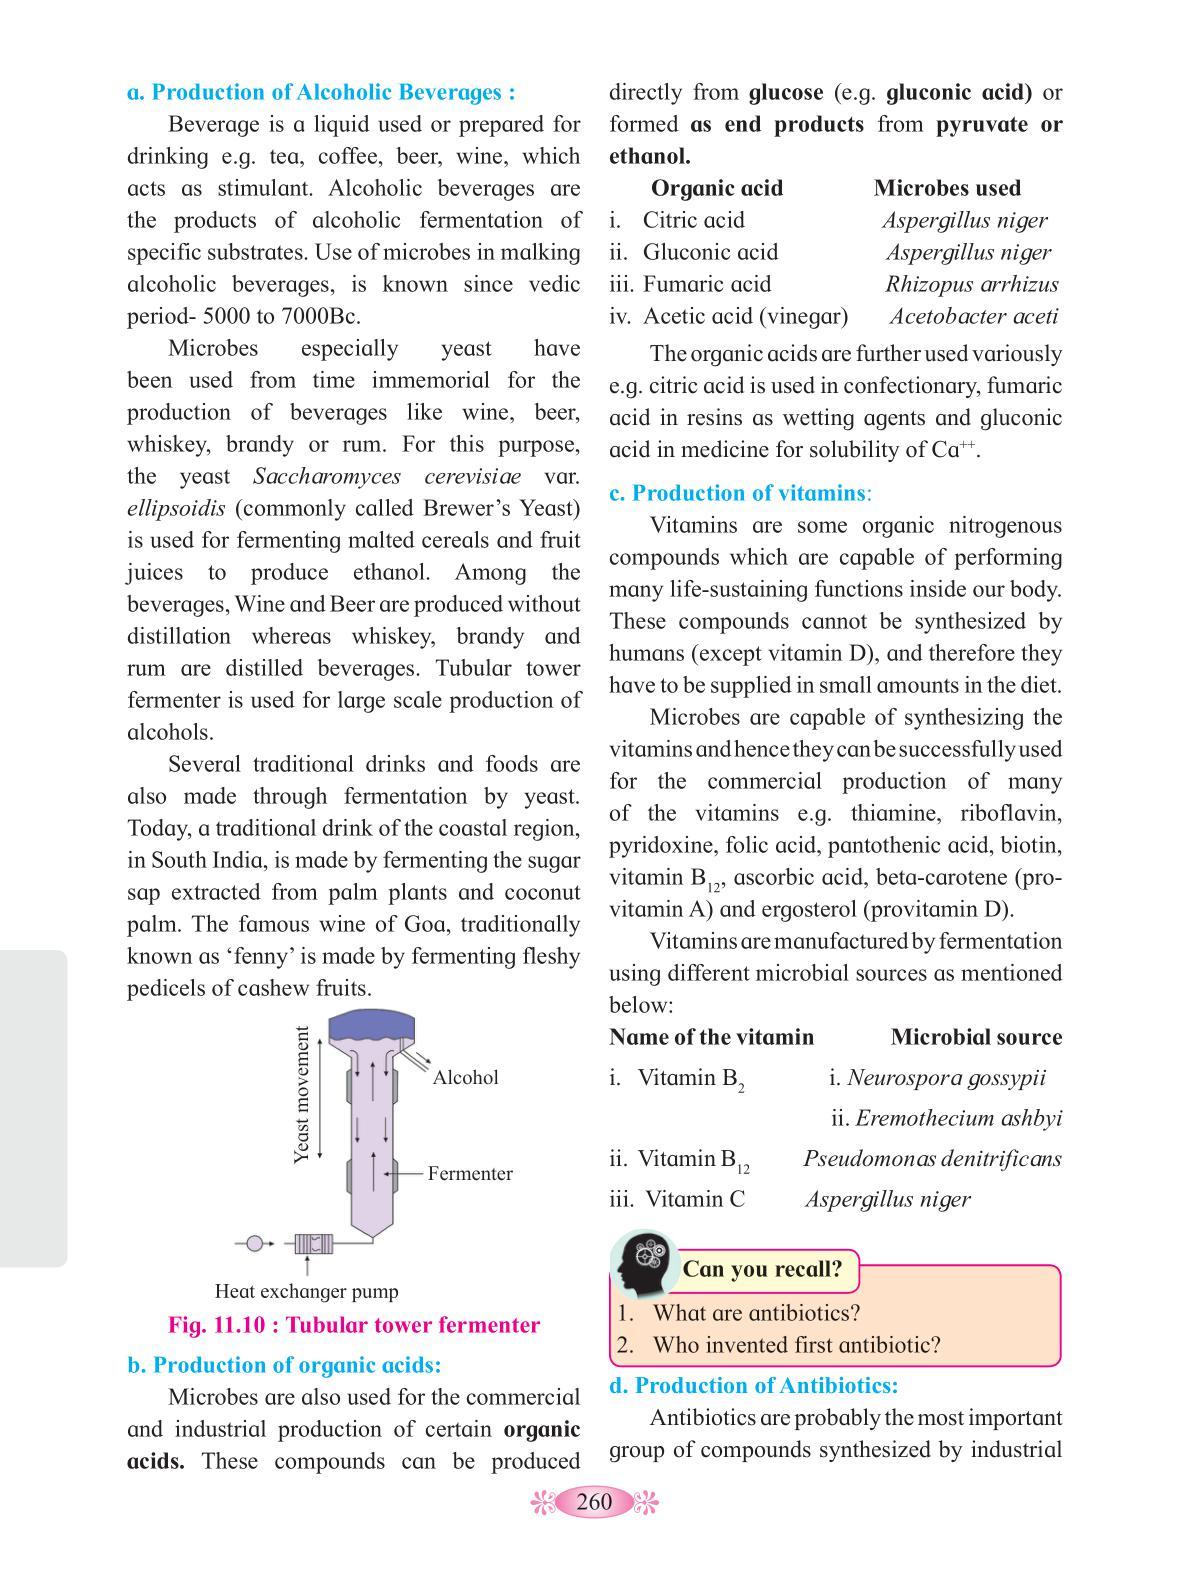 a. Production of Alcoholic Beverages :
Beverage is a liquid used or prepared for
drinking e.g. tea, coffee, beer, wine, which
acts as stimulant. Alcoholic beverages are
the products of alcoholic fermentation of
specific substrates. Use of microbes in malking
alcoholic beverages, is known since vedic
period- 5000 to 7000Bc.
Microbes especially yeast have
been used from time immemorial for the
production of beverages like wine, beer,
whiskey, brandy or rum. For this purpose,
the yeast Saccharomyces cerevisiae var.
ellipsoidis (commonly called Brewer’s Yeast)
is used for fermenting malted cereals and fruit
juices to produce ethanol. Among the
beverages, Wine and Beer are produced without
distillation whereas whiskey, brandy and
rum are distilled beverages. Tubular tower
fermenter is used for large scale production of
alcohols.
Several traditional drinks and foods are
also made through fermentation by yeast.
Today, a traditional drink of the coastal region,
in South India, is made by fermenting the sugar
sap extracted from palm plants and coconut
palm. The famous wine of Goa, traditionally
known as ‘fenny’ is made by fermenting fleshy
pedicels of cashew fruits.
Yeast movement
Alcohol
Fermenter
Heat exchanger pump
Fig. 11.10 : Tubular tower fermenter
b. Production of organic acids:
Microbes are also used for the commercial
and industrial production of certain organic
acids. These compounds can be produced
directly from glucose (e.g. gluconic acid) or
formed as end products from pyruvate or
ethanol.
Organic acid Microbes used
i. Citric acid Aspergillus niger
ii. Gluconic acid Aspergillus niger
iii. Fumaric acid Rhizopus arrhizus
iv. Acetic acid (vinegar) Acetobacter aceti
The organic acids are further used variously
e.g. citric acid is used in confectionary, fumaric
acid in resins as wetting agents and gluconic
acid in medicine for solubility of Ca⁺⁺.
c. Production of vitamins:
Vitamins are some organic nitrogenous
compounds which are capable of performing
many life-sustaining functions inside our body.
These compounds cannot be synthesized by
humans (except vitamin D), and therefore they
have to be supplied in small amounts in the diet.
Microbes are capable of synthesizing the
vitamins and hence they can be successfully used
for the commercial production of many
of the vitamins e.g. thiamine, riboflavin,
pyridoxine, folic acid, pantothenic acid, biotin,
vitamin B₁₂, ascorbic acid, beta-carotene (pro-
vitamin A) and ergosterol (provitamin D).
Vitamins are manufactured by fermentation
using different microbial sources as mentioned
below:
Name of the vitamin Microbial source
i. Vitamin B₂ i. Neurospora gossypii
ii. Eremothecium ashbyi
ii. Vitamin B₁₂ Pseudomonas denitrificans
iii. Vitamin C Aspergillus niger
Can you recall?
1. What are antibiotics?
2. Who invented first antibiotic?
d. Production of Antibiotics:
Antibiotics are probably the most important
group of compounds synthesized by industrial
260